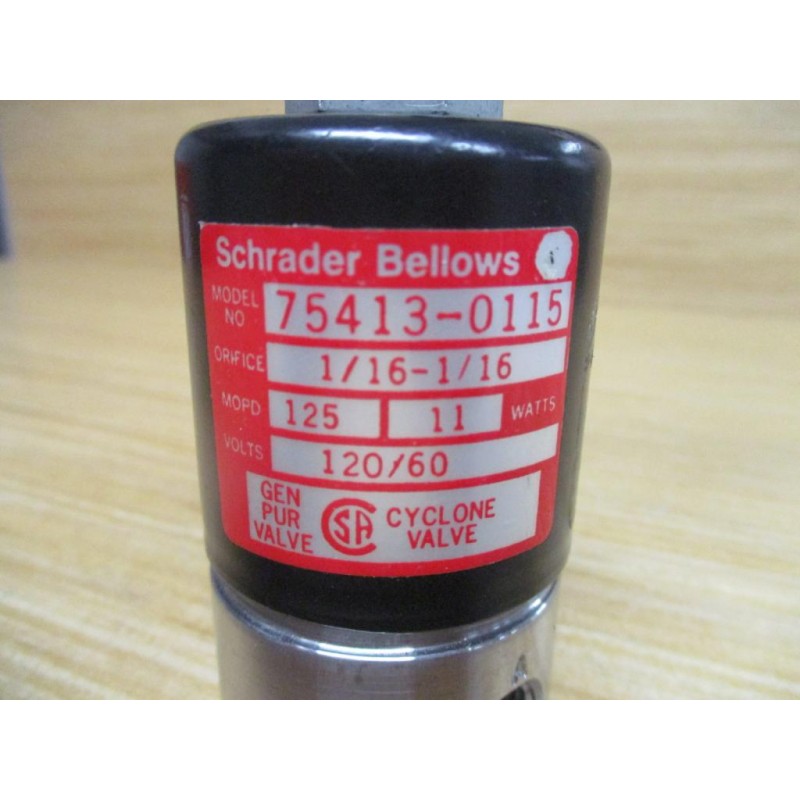 Schrader Bellows
MODEL NO 75413-0115
ORIFICE 1/16-1/16
MOPD 125 11 WATTS
VOLTS 120/60
GEN PUR VALVE
CSA
CYCLONE VALVE
A